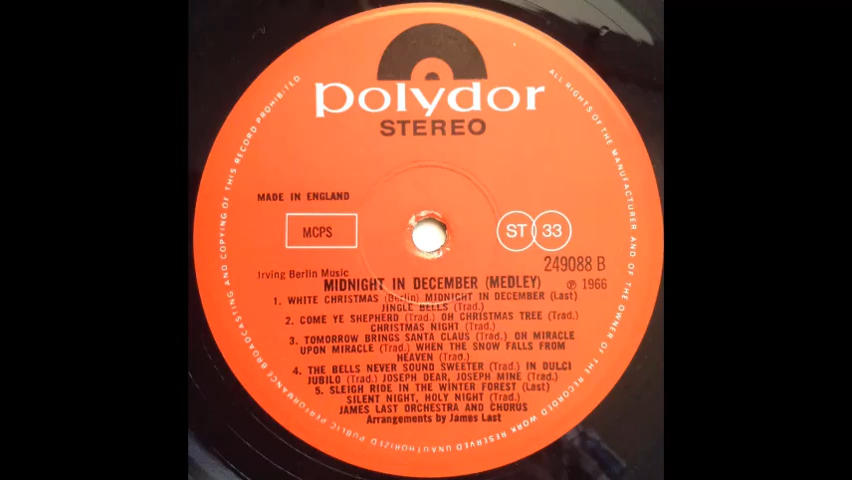 polydor
STEREO
ALL RIGHTS OF THE MANUFACTURER AND OF THE OWNER OF THE RECORDED WORK RESERVED UNAUTHORIZED PUBLIC PERFORMANCE BROADCASTING AND COPYING OF THIS RECORD PROHIBITED
MADE IN ENGLAND
MCPS
ST 33
249088 B
Irving Berlin Music
MIDNIGHT IN DECEMBER (MEDLEY) ℗ 1966
1. WHITE CHRISTMAS (Berlin) MIDNIGHT IN DECEMBER (Last)
JINGLE BELLS (Trad.)
2. COME YE SHEPHERD (Trad.) OH CHRISTMAS TREE (Trad.)
CHRISTMAS NIGHT (Trad.)
3. TOMORROW BRINGS SANTA CLAUS (Trad.) OH MIRACLE
UPON MIRACLE (Trad.) WHEN THE SNOW FALLS FROM
HEAVEN (Trad.)
4. THE BELLS NEVER SOUND SWEETER (Trad.) IN DULCI
JUBILO (Trad.) JOSEPH DEAR, JOSEPH MINE (Trad.)
5. SLEIGH RIDE IN THE WINTER FOREST (Last)
SILENT NIGHT, HOLY NIGHT (Trad.)
JAMES LAST ORCHESTRA AND CHORUS
Arrangements by James Last